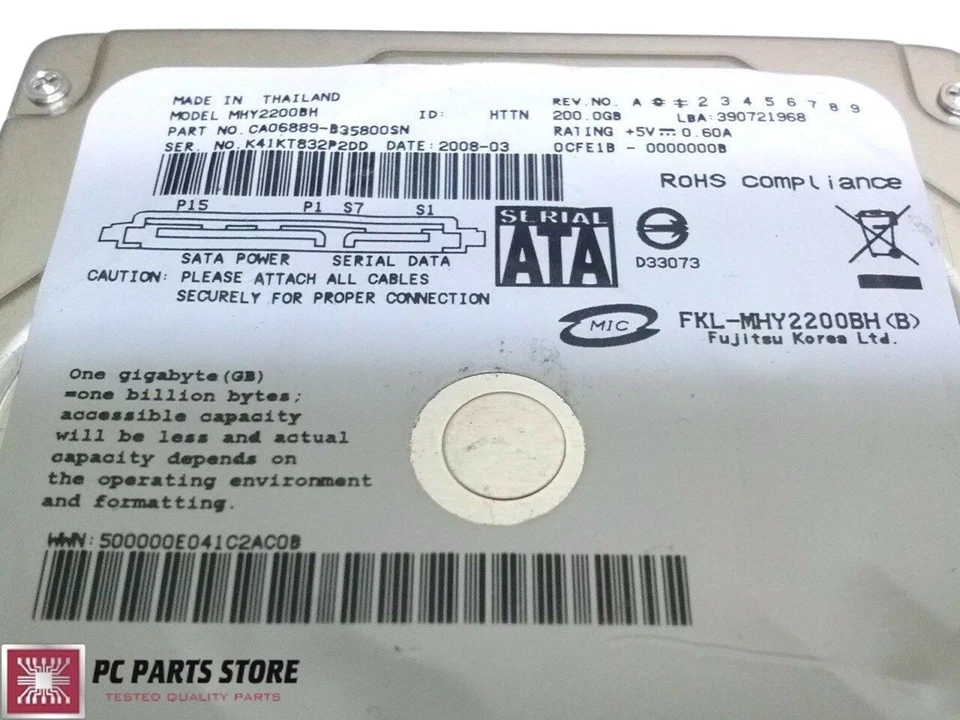 MADE IN THAILAND
MODEL MHY2200BH ID: HTTN
PART NO. CA06889-B35800SN
SER. NO. K41KT832P2DD DATE: 2008-03
REV.NO. A 2 3 4 5 6 7 8 9
200.0GB LBA:390721968
RATING +5V⎓0.60A
0CFE1B - 0000000B
RoHS compliance
P15 P1 S7 S1
SATA POWER SERIAL DATA
CAUTION: PLEASE ATTACH ALL CABLES
SECURELY FOR PROPER CONNECTION
SERIAL
ATA
D33073
MIC
FKL-MHY2200BH(B)
Fujitsu Korea Ltd.
One gigabyte(GB)
=one billion bytes;
accessible capacity
will be less and actual
capacity depends on
the operating environment
and formatting.
WWN:500000E041C2AC0B
PC PARTS STORE
TESTED QUALITY PARTS